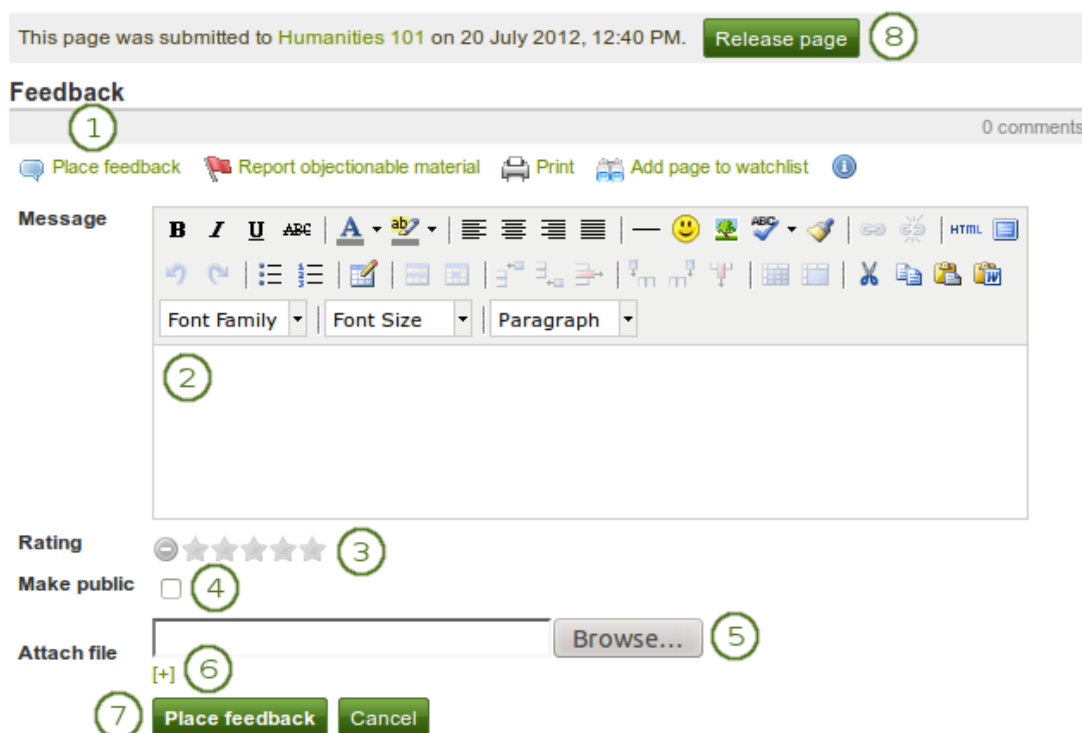 This page was submitted to Humanities 101 on 20 July 2012, 12:40 PM. Release page 8
Feedback
1
0 comments
Place feedback Report objectionable material Print Add page to watchlist i
Message
B I U ABC A ab ABC HTML
Font Family Font Size Paragraph
2
Rating 3
Make public 4
Attach file Browse... 5
[+] 6
7 Place feedback Cancel